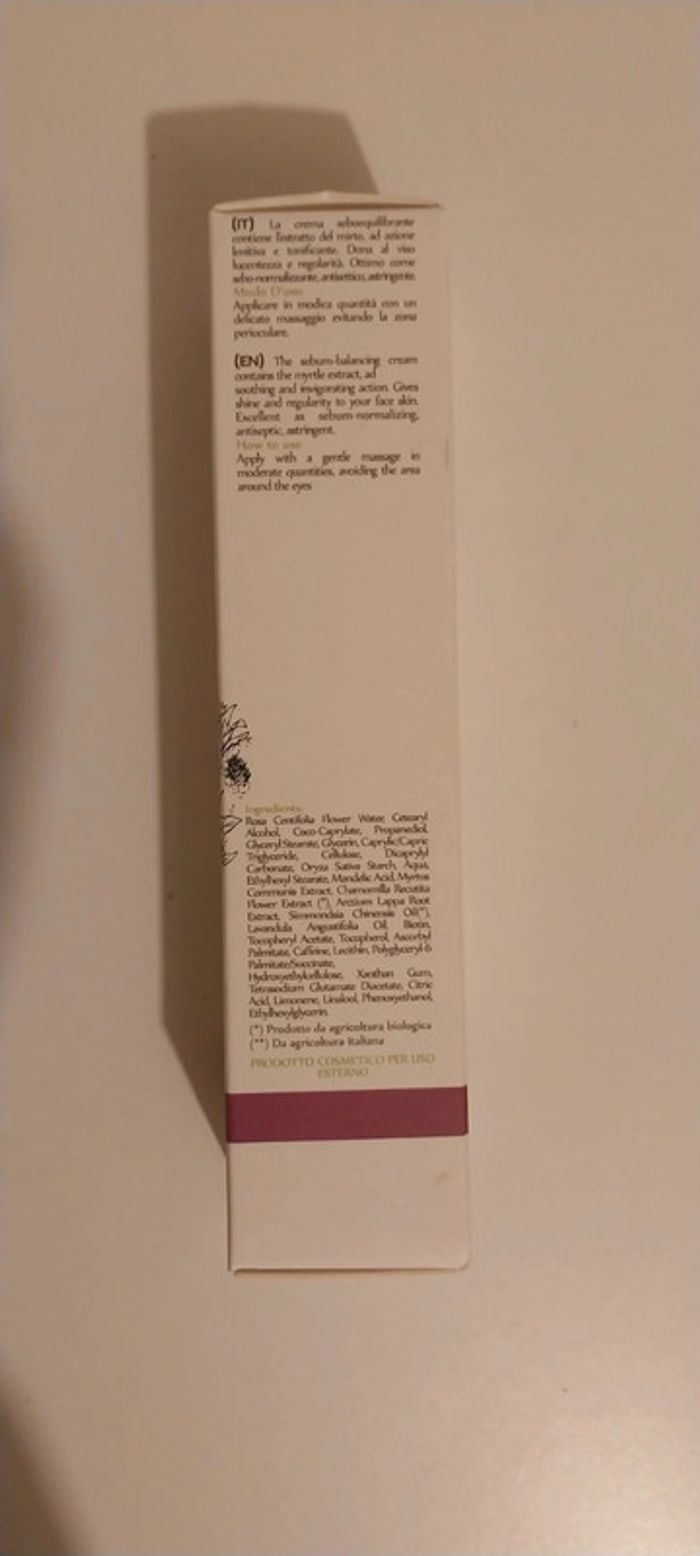 (IT) La crema seboequilibrante
contiene l'estratto del mirto, ad azione
lenitiva e tonificante. Dona al viso
lucentezza e regolarità. Ottimo come
sebo-normalizzante, antisettico, astringente.
Modo D'uso
Applicare in modica quantità con un
delicato massaggio evitando la zona
perioculare.
(EN) The sebum-balancing cream
contains the myrtle extract, ad
soothing and invigorating action. Gives
shine and regularity to your face skin.
Excellent as sebum-normalizing,
antiseptic, astringent.
How to use
Apply with a gentle massage in
moderate quantities, avoiding the area
around the eyes
Ingredients:
Rosa Centifolia Flower Water, Cetearyl
Alcohol, Coco-Caprylate, Propanediol,
Glyceryl Stearate, Glycerin, Caprylic/Capric
Triglyceride, Cellulose, Dicaprylyl
Carbonate, Oryza Sativa Starch, Aqua,
Ethylhexyl Stearate, Mandelic Acid, Myrtus
Communis Extract, Chamomilla Recutita
Flower Extract (*), Arctium Lappa Root
Extract, Simmondsia Chinensis Oil(*),
Lavandula Angustifolia Oil, Biotin,
Tocopheryl Acetate, Tocopherol, Ascorbyl
Palmitate, Caffeine, Lecithin, Polyglyceryl-6
Palmitate/Succinate,
Hydroxyethylcellulose, Xanthan Gum,
Tetrasodium Glutamate Diacetate, Citric
Acid, Limonene, Linalool, Phenoxyethanol,
Ethylhexylglycerin.
(*) Prodotto da agricoltura biologica
(**) Da agricoltura Italiana
PRODOTTO COSMETICO PER USO
ESTERNO